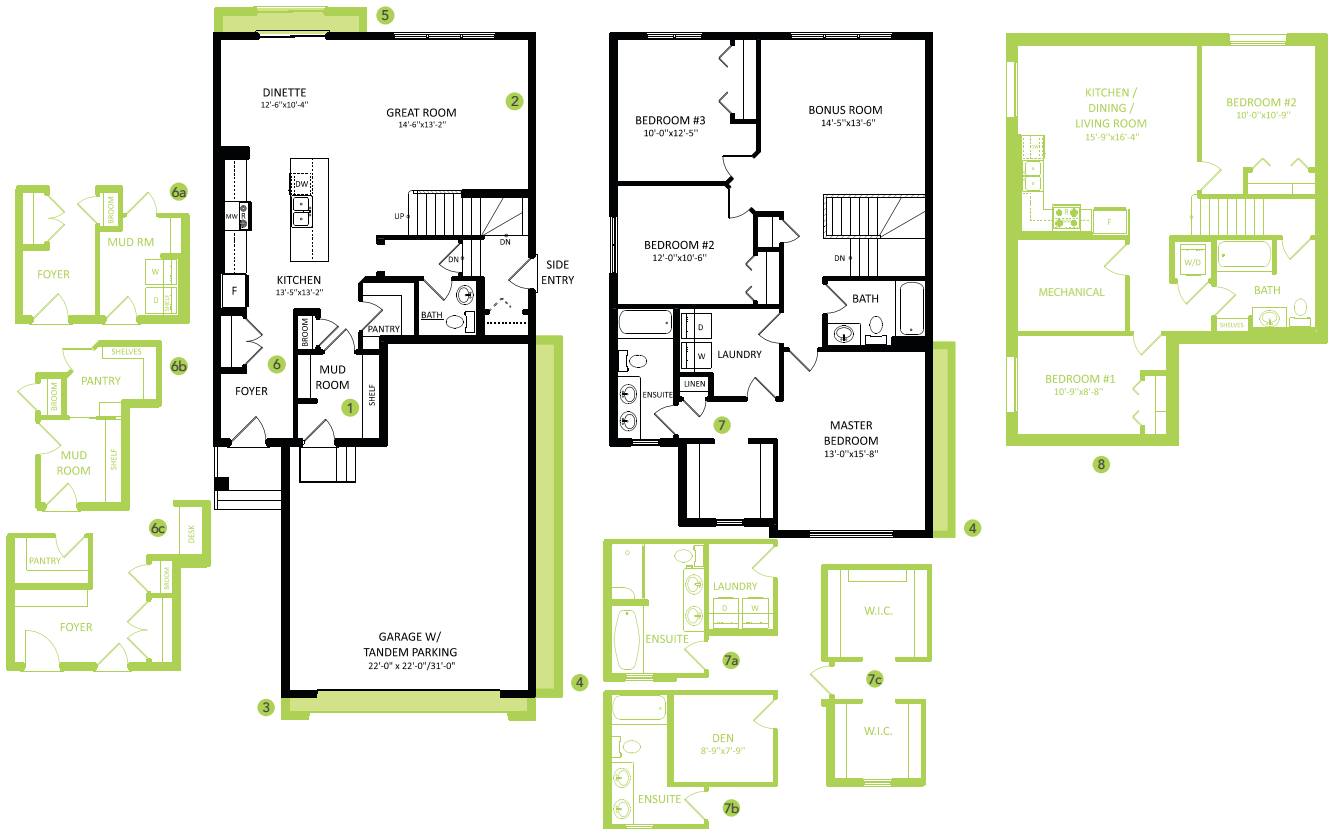 5
DINETTE
12'-6"x10'-4"
GREAT ROOM
14'-6"x13'-2"
2
DW
MW
R
UP
DN
DN
KITCHEN
13'-5"x13'-2"
F
SIDE
ENTRY
BATH
PANTRY
BROOM
6
MUD
ROOM
SHELF
FOYER
1
GARAGE W/
TANDEM PARKING
22'-0" x 22'-0"/31'-0"
3
4
6a
BROOM
MUD RM
FOYER
W
D
SHELF
6b
SHELVES
PANTRY
BROOM
MUD
ROOM
SHELF
6c
DESK
PANTRY
BROOM
FOYER
BEDROOM #3
10'-0"x12'-5"
BONUS ROOM
14'-5"x13'-6"
BEDROOM #2
12'-0"x10'-6"
DN
BATH
D
W
LAUNDRY
LINEN
ENSUITE
7
MASTER
BEDROOM
13'-0"x15'-8"
4
LAUNDRY
D
W
ENSUITE
7a
DEN
8'-9"x7'-9"
ENSUITE
7b
W.I.C.
7c
W.I.C.
KITCHEN /
DINING /
LIVING ROOM
15'-9"x16'-4"
BEDROOM #2
10'-0"x10'-9"
DW
R
F
W/D
MECHANICAL
BATH
SHELVES
BEDROOM #1
10'-9"x8'-8"
8